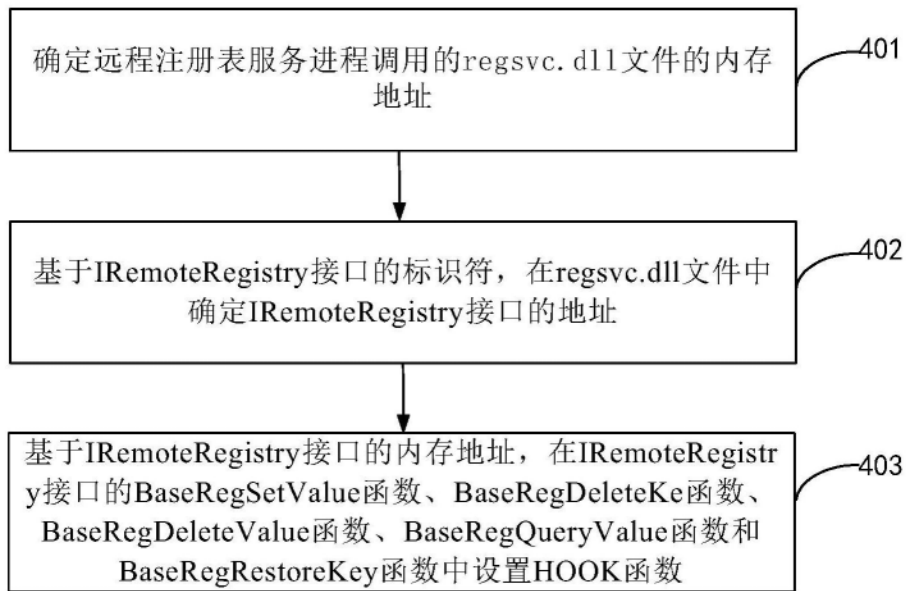 确定远程注册表服务进程调用的regsvc.dll文件的内存
地址
401
基于IRemoteRegistry接口的标识符，在regsvc.dll文件中
确定IRemoteRegistry接口的地址
402
基于IRemoteRegistry接口的内存地址，在IRemoteRegistr
y接口的BaseRegSetValue函数、BaseRegDeleteKe函数、
BaseRegDeleteValue函数、BaseRegQueryValue函数和
BaseRegRestoreKey函数中设置HOOK函数
403